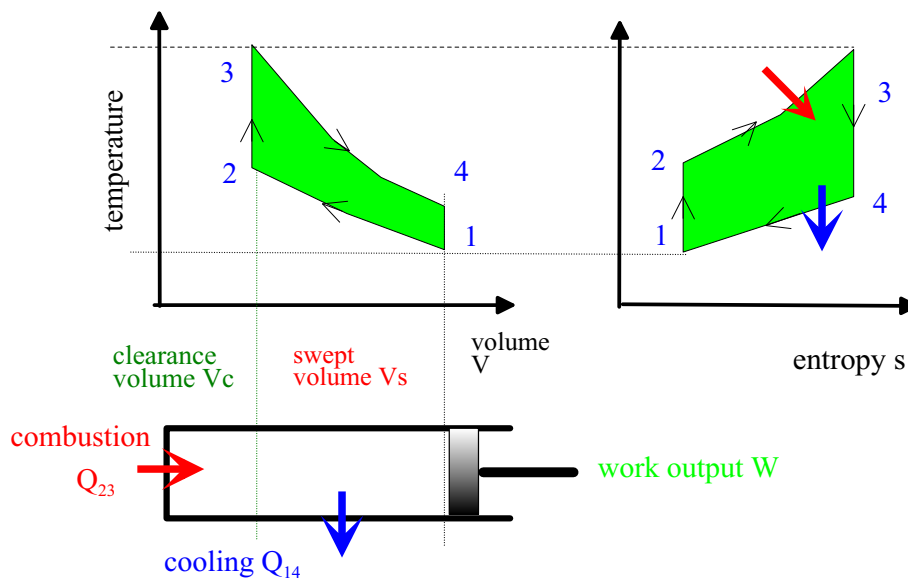 temperature
3
2
4
1
volume
V
2
1
3
4
entropy s
clearance
volume Vc
swept
volume Vs
combustion
Q₂₃
work output W
cooling Q₁₄